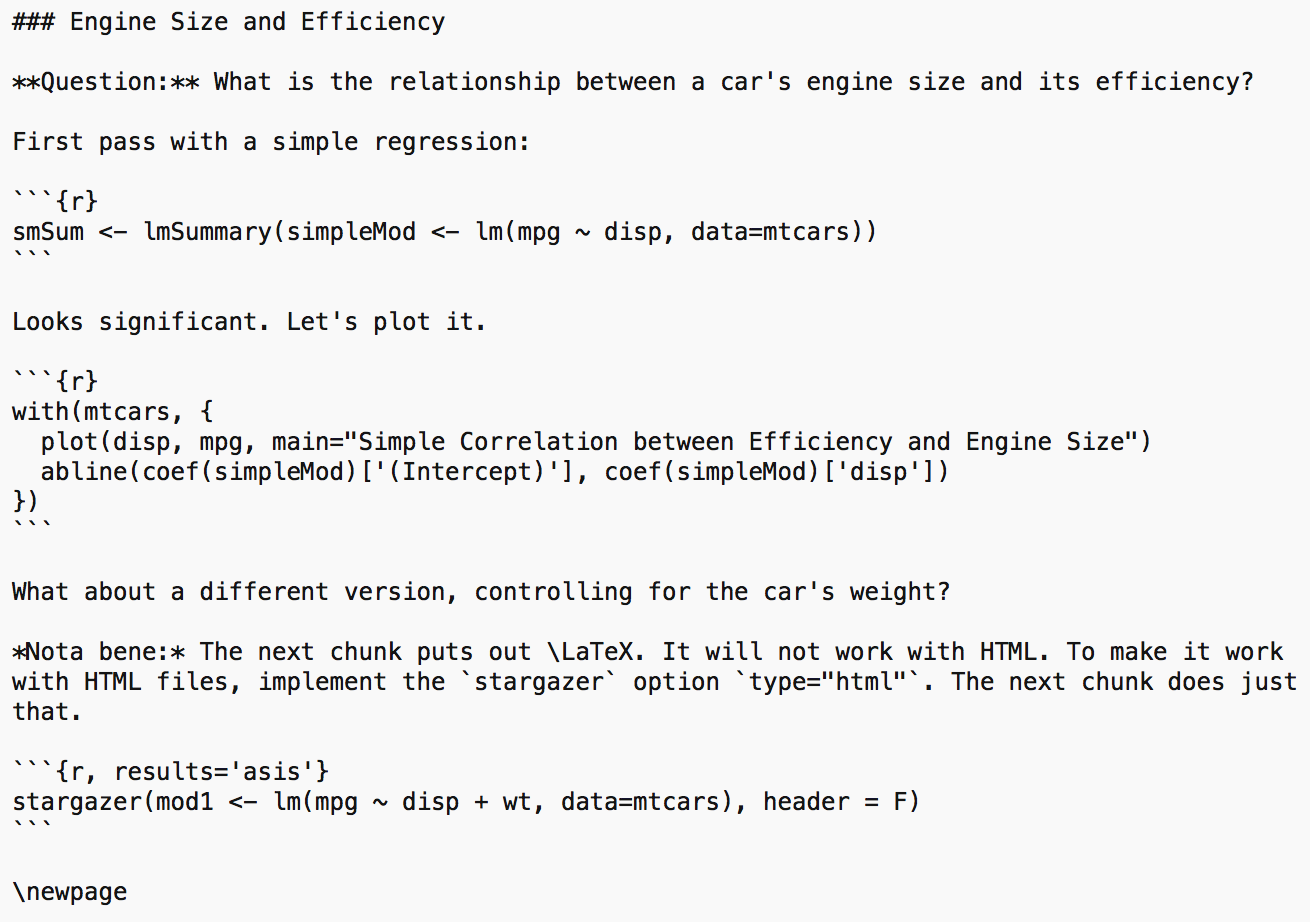 ### Engine Size and Efficiency
**Question:** What is the relationship between a car's engine size and its efficiency?
First pass with a simple regression:
```{r}
smSum <- lmSummary(simpleMod <- lm(mpg ~ disp, data=mtcars))
```
Looks significant. Let's plot it.
```{r}
with(mtcars, {
  plot(disp, mpg, main="Simple Correlation between Efficiency and Engine Size")
  abline(coef(simpleMod)['(Intercept)'], coef(simpleMod)['disp'])
})
```
What about a different version, controlling for the car's weight?
*Nota bene:* The next chunk puts out \LaTeX. It will not work with HTML. To make it work
with HTML files, implement the `stargazer` option `type="html"`. The next chunk does just
that.
```{r, results='asis'}
stargazer(mod1 <- lm(mpg ~ disp + wt, data=mtcars), header = F)
```
\newpage